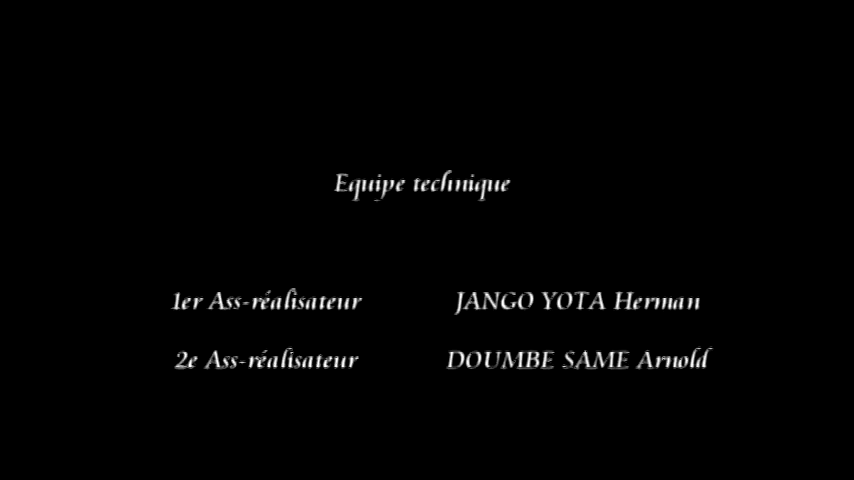 Equipe technique
1er Ass-réalisateur JANGO YOTA Herman
2e Ass-réalisateur DOUMBE SAME Arnold